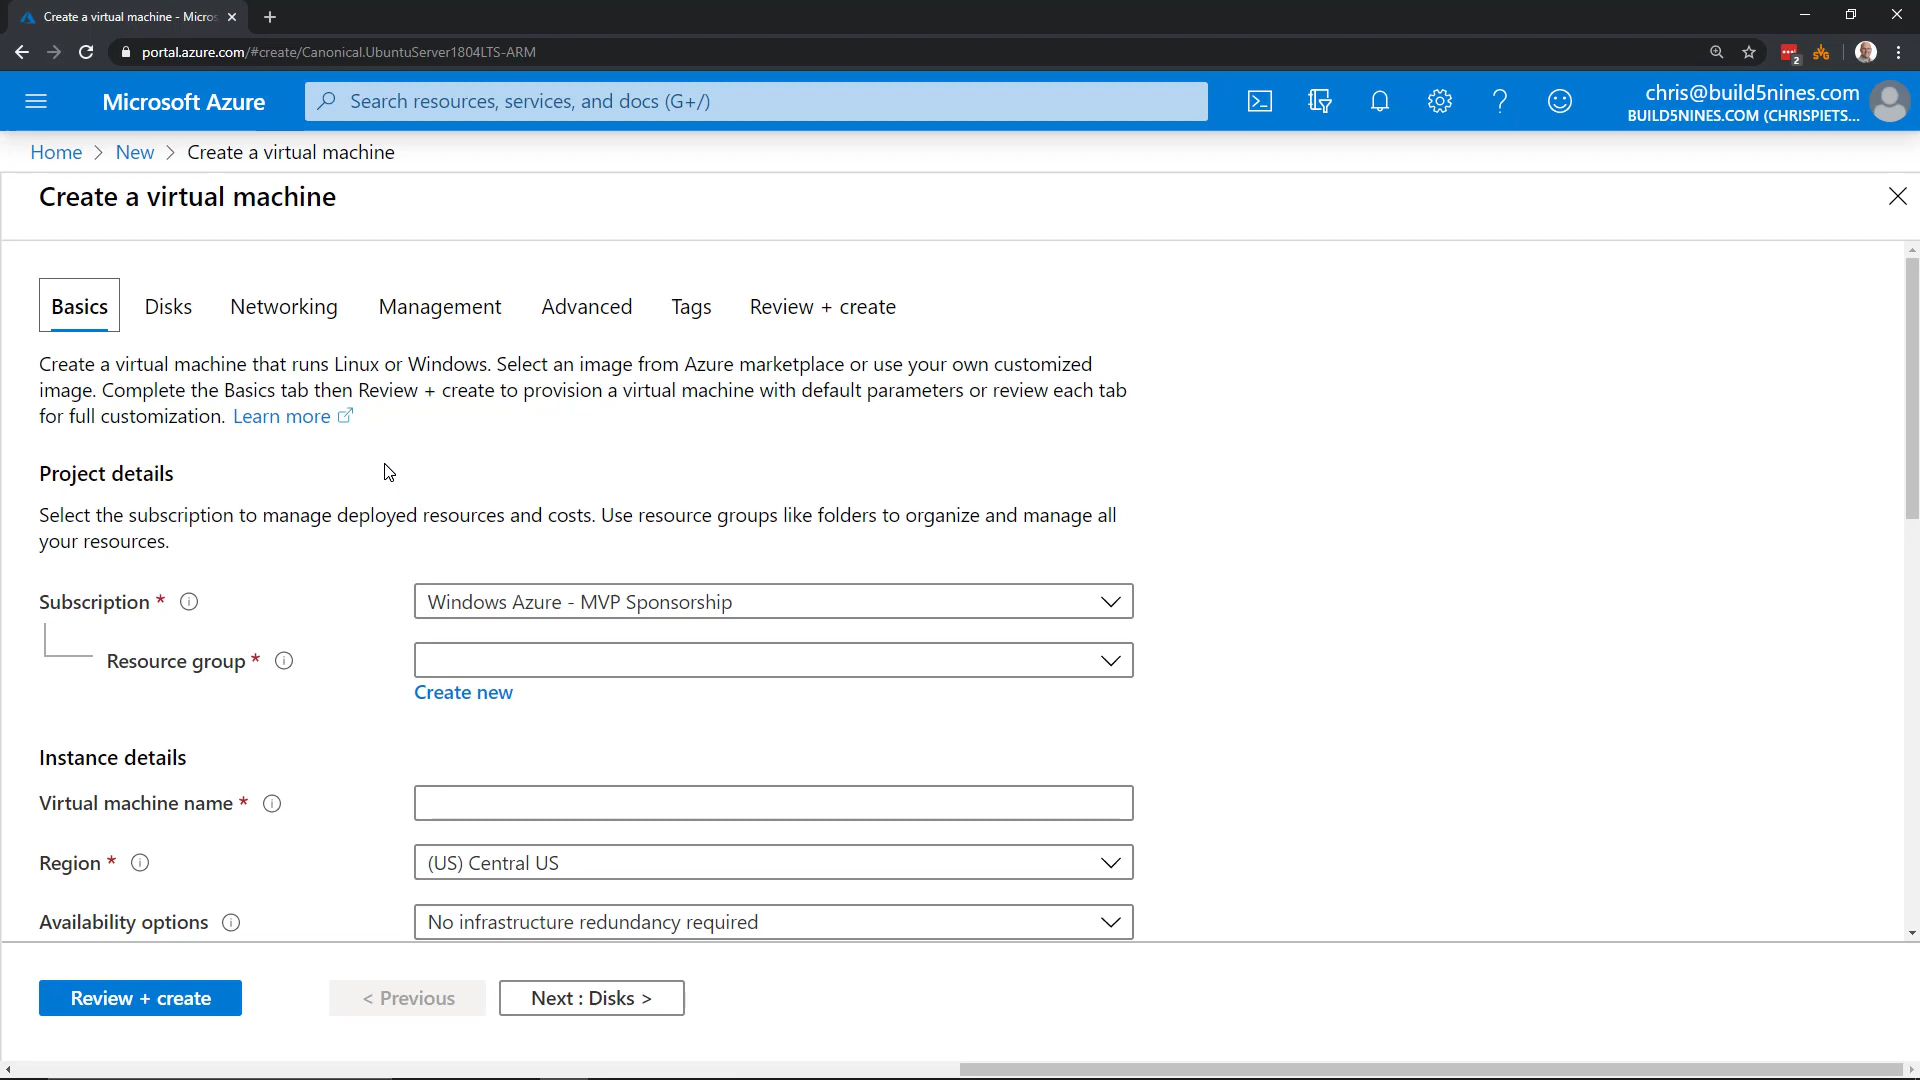 Create a virtual machine - Micros
portal.azure.com/#create/Canonical.UbuntuServer1804LTS-ARM
2
Microsoft Azure
Search resources, services, and docs (G+/)
chris@build5nines.com
BUILD5NINES.COM (CHRISPIETS...
Home > New > Create a virtual machine
Create a virtual machine
Basics Disks Networking Management Advanced Tags Review + create
Create a virtual machine that runs Linux or Windows. Select an image from Azure marketplace or use your own customized
image. Complete the Basics tab then Review + create to provision a virtual machine with default parameters or review each tab
for full customization. Learn more
Project details
Select the subscription to manage deployed resources and costs. Use resource groups like folders to organize and manage all
your resources.
Subscription * Windows Azure - MVP Sponsorship
Resource group *
Create new
Instance details
Virtual machine name *
Region * (US) Central US
Availability options No infrastructure redundancy required
Review + create < Previous Next : Disks >